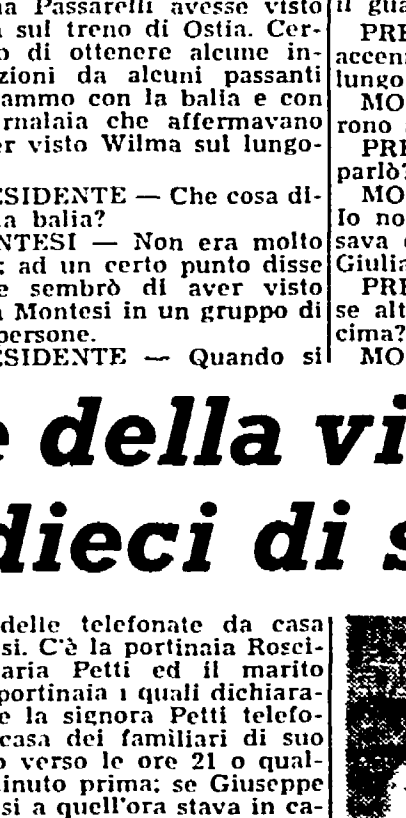 na Passarelli avesse visto
sul treno di Ostia. Cer-
o di ottenere alcune in-
zioni da alcuni passanti
ammo con la balia e con
rnalaia che affermavano
er visto Wilma sul lungo-
SIDENTE — Che cosa di-
a balia?
NTESI — Non era molto
: ad un certo punto disse
e sembrò di aver visto
a Montesi in un gruppo di
persone.
SIDENTE — Quando si
il gua
PRE
accen
lungo
MO
rono
PRE
parlò?
MO
Io no
sava
Giulia
PRE
se alt
cima?
MO
e della vi
dieci di s
delle telefonate da casa
si. C'è la portinaia Rosci-
aria Petti ed il marito
portinaia i quali dichiara-
e la signora Petti telefo-
casa dei familiari di suo
o verso le ore 21 o qual-
inuto prima; se Giuseppe
si a quell'ora stava in ca-